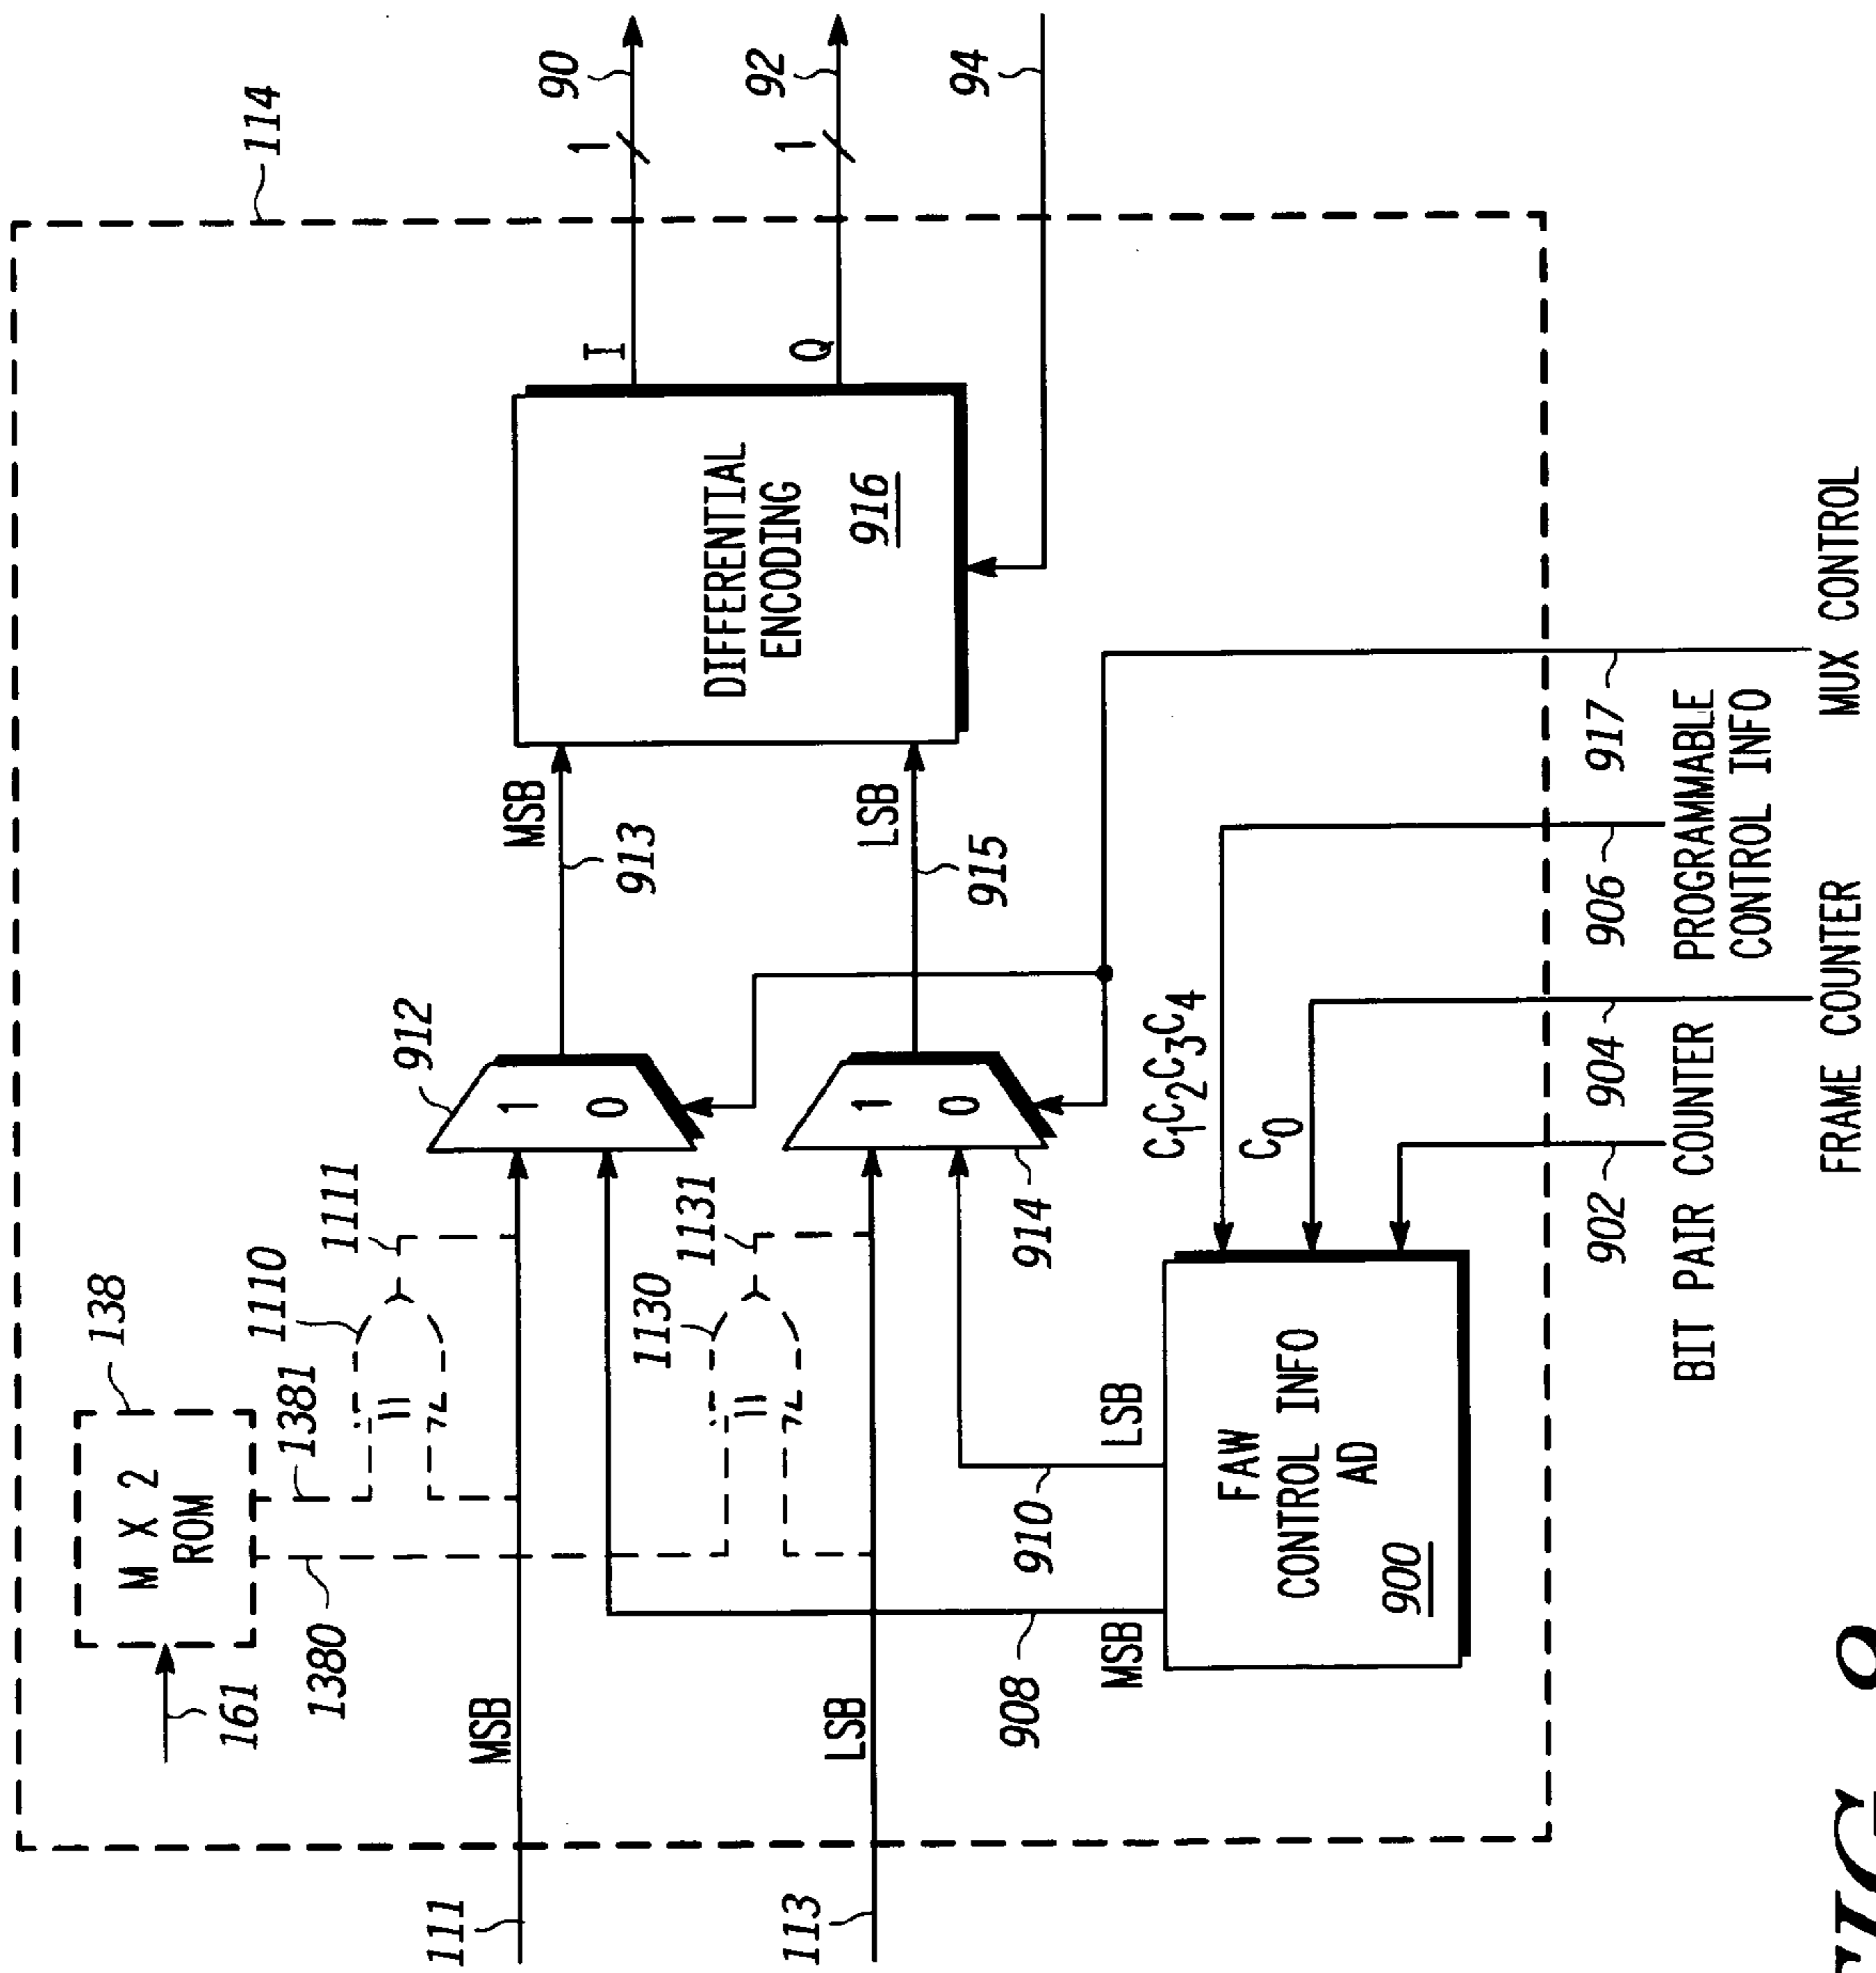 138
M X 2
ROM
161
114
1381
1110
1111
1380
111
MSB
912
1
0
MSB
913
I
1
90
1130
1131
113
LSB
1
0
914
LSB
915
Q
1
92
DIFFERENTIAL
ENCODING
916
94
908
910
MSB
LSB
C1C2C3C4
C0
FAW
CONTROL INFO
AD
900
902
904
906
917
BIT PAIR COUNTER
PROGRAMMABLE
CONTROL INFO
FRAME COUNTER
MUX CONTROL